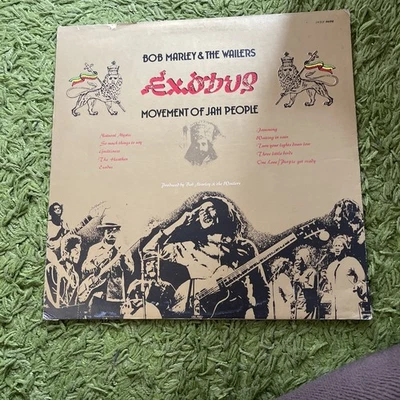 BOB MARLEY & THE WAILERS
Exodus
MOVEMENT OF JAH PEOPLE
Natural Mystic
So much things to say
Guiltiness
The Heathen
Exodus
Jamming
Waiting in vain
Turn your lights down low
Three little birds
One Love / People get ready
Produced by Bob Marley & the Wailers